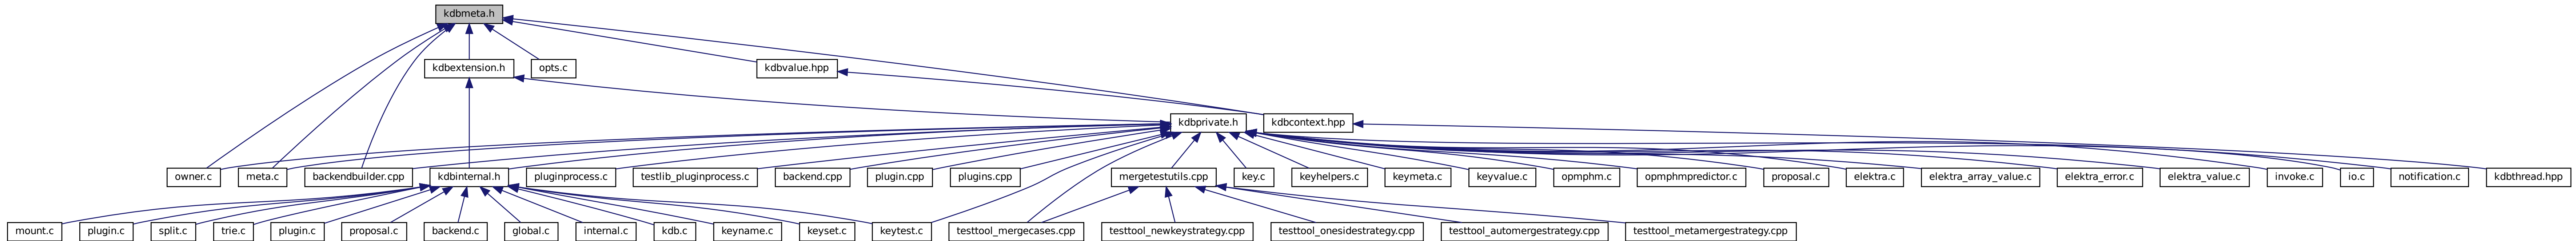 kdbmeta.h
kdbextension.h
opts.c
kdbvalue.hpp
kdbprivate.h
kdbcontext.hpp
owner.c
meta.c
backendbuilder.cpp
kdbinternal.h
pluginprocess.c
testlib_pluginprocess.c
backend.cpp
plugin.cpp
plugins.cpp
mergetestutils.cpp
key.c
keyhelpers.c
keymeta.c
keyvalue.c
opmphm.c
opmphmpredictor.c
proposal.c
elektra.c
elektra_array_value.c
elektra_error.c
elektra_value.c
invoke.c
io.c
notification.c
kdbthread.hpp
mount.c
plugin.c
split.c
trie.c
plugin.c
proposal.c
backend.c
global.c
internal.c
kdb.c
keyname.c
keyset.c
keytest.c
testtool_mergecases.cpp
testtool_newkeystrategy.cpp
testtool_onesidestrategy.cpp
testtool_automergestrategy.cpp
testtool_metamergestrategy.cpp